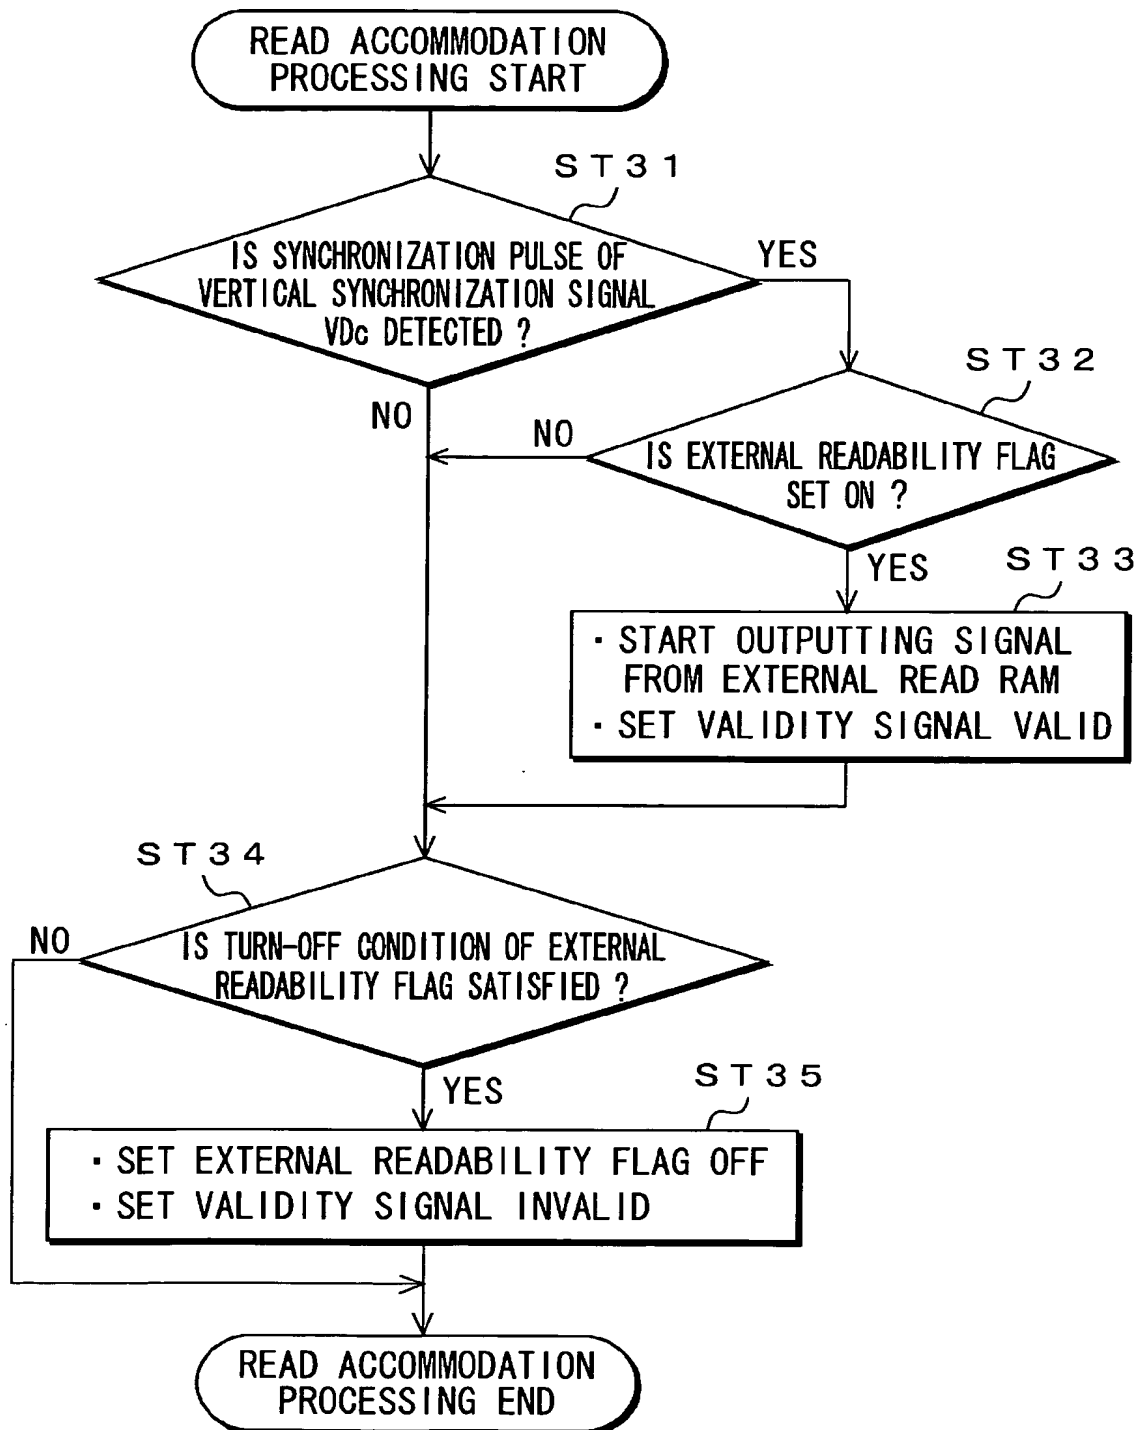 READ ACCOMMODATION
PROCESSING START
ST31
IS SYNCHRONIZATION PULSE OF
VERTICAL SYNCHRONIZATION SIGNAL
VDc DETECTED ?
YES
NO
ST32
IS EXTERNAL READABILITY FLAG
SET ON ?
NO
YES
ST33
· START OUTPUTTING SIGNAL
FROM EXTERNAL READ RAM
· SET VALIDITY SIGNAL VALID
ST34
IS TURN-OFF CONDITION OF EXTERNAL
READABILITY FLAG SATISFIED ?
NO
YES
ST35
· SET EXTERNAL READABILITY FLAG OFF
· SET VALIDITY SIGNAL INVALID
READ ACCOMMODATION
PROCESSING END